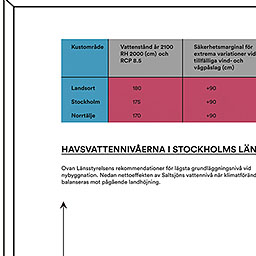 Kustområde
Vattenstånd år 2100
RH 2000 (cm) och
RCP 8.5
Säkerhetsmarginal för
extrema variationer vid
tillfälliga vind- och
vågpåslag (cm)
Landsort 180 +90
Stockholm 175 +90
Norrtälje 170 +90
HAVSVATTENNIVÅERNA I STOCKHOLMS LÄN
Ovan Länsstyrelsens rekommendationer för lägsta grundläggningsnivå vid
nybyggnation. Nedan nettoeffekten av Saltsjöns vattennivå när klimatföränd
balanseras mot pågående landhöjning.